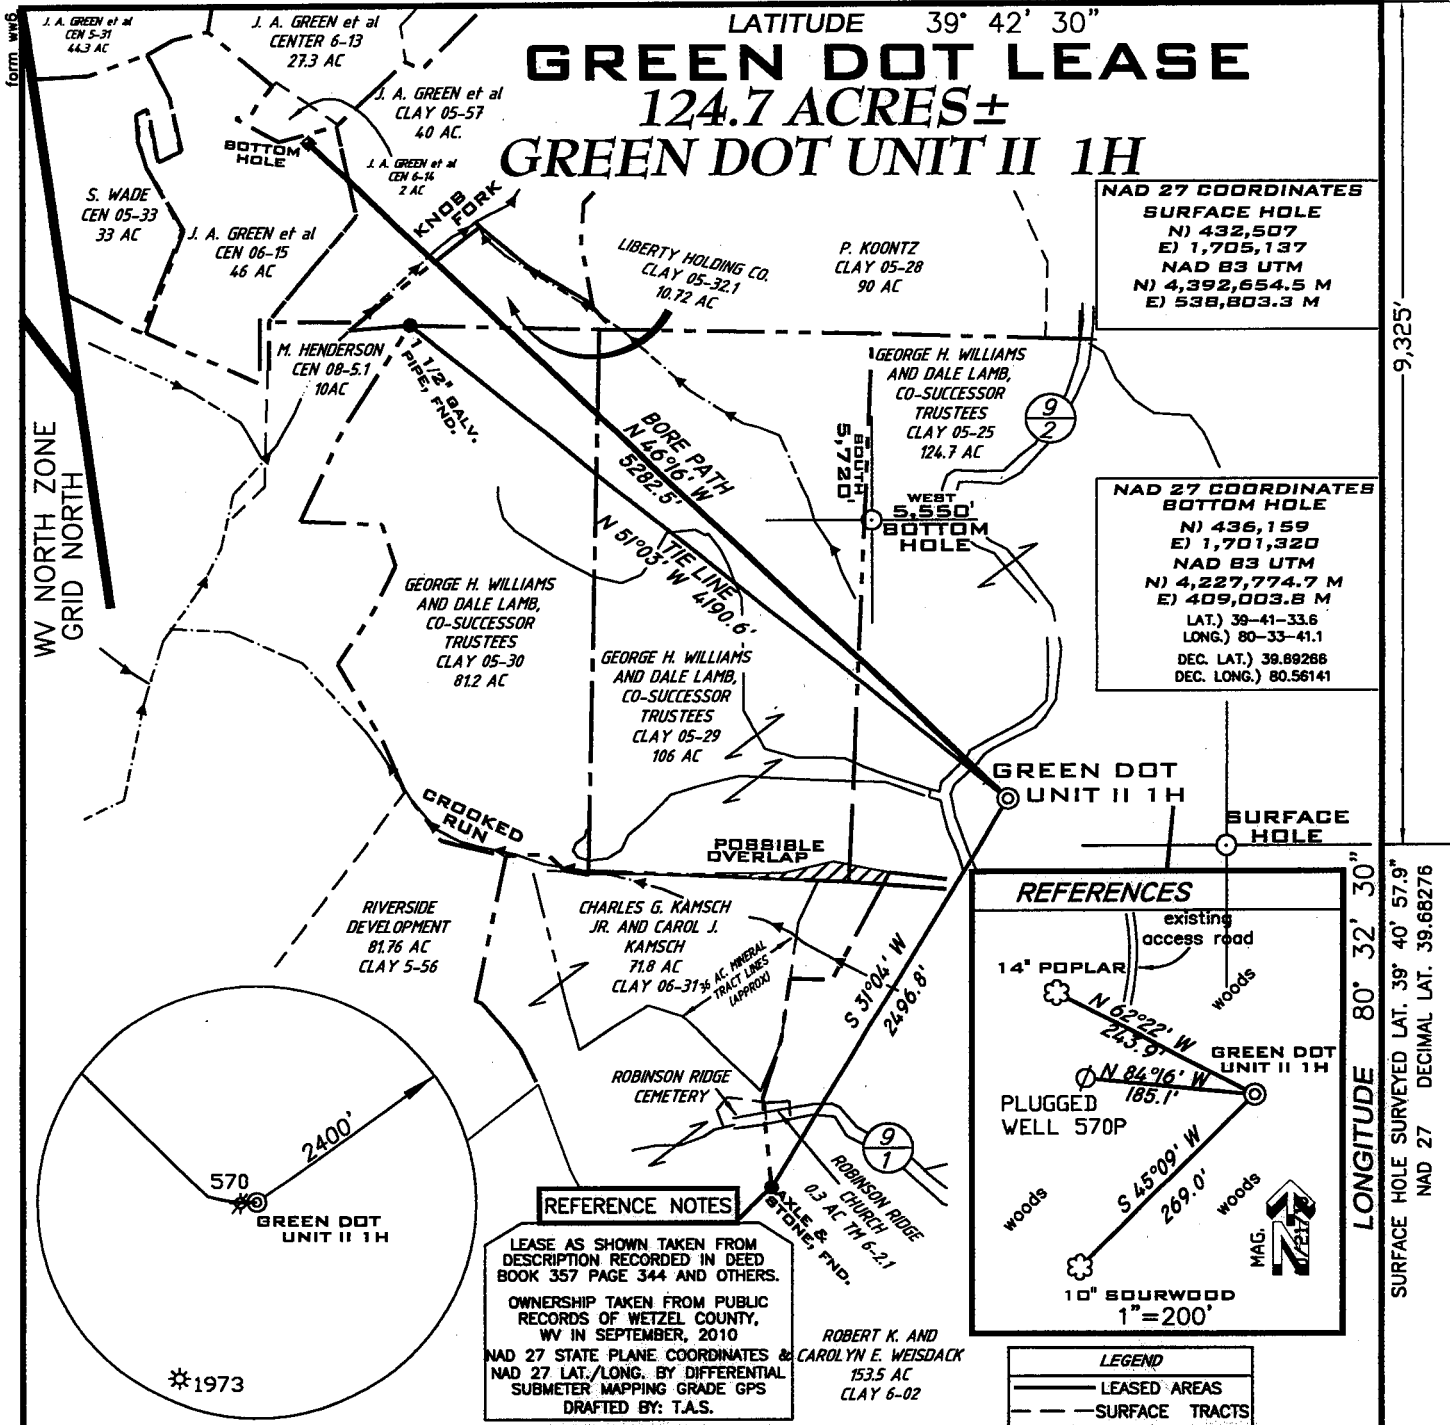 form ww6
LATITUDE 39° 42' 30"
GREEN DOT LEASE
124.7 ACRES±
GREEN DOT UNIT II 1H
J. A. GREEN et al
CEN 5-31
44.3 AC
J. A. GREEN et al
CENTER 6-13
27.3 AC
J. A. GREEN et al
CLAY 05-57
40 AC.
BOTTOM
HOLE
J. A. GREEN et al
CEN 6-14
2 AC
S. WADE
CEN 05-33
33 AC
J. A. GREEN et al
CEN 06-15
46 AC
KNOB
FORK
LIBERTY HOLDING CO.
CLAY 05-32.1
10.72 AC
P. KOONTZ
CLAY 05-28
90 AC
NAD 27 COORDINATES
SURFACE HOLE
N) 432,507
E) 1,705,137
NAD 83 UTM
N) 4,392,654.5 M
E) 538,803.3 M
9,325'
M. HENDERSON
CEN 08-5.1
10AC
1 1/2" GALV.
PIPE, FND.
GEORGE H. WILLIAMS
AND DALE LAMB,
CO-SUCCESSOR
TRUSTEES
CLAY 05-25
124.7 AC
9
2
BORE PATH
N 46°16' W
5282.5'
SOUTH
5,720'
WEST
5,550'
BOTTOM
HOLE
NAD 27 COORDINATES
BOTTOM HOLE
N) 436,159
E) 1,701,320
NAD 83 UTM
N) 4,227,774.7 M
E) 409,003.8 M
LAT.) 39-41-33.6
LONG.) 80-33-41.1
DEC. LAT.) 39.69266
DEC. LONG.) 80.56141
WV NORTH ZONE
GRID NORTH
TIE LINE
N 51°03' W 4190.6'
GEORGE H. WILLIAMS
AND DALE LAMB,
CO-SUCCESSOR
TRUSTEES
CLAY 05-30
81.2 AC
GEORGE H. WILLIAMS
AND DALE LAMB,
CO-SUCCESSOR
TRUSTEES
CLAY 05-29
106 AC
GREEN DOT
UNIT II 1H
CROOKED
RUN
POSSIBLE
OVERLAP
SURFACE
HOLE
RIVERSIDE
DEVELOPMENT
81.76 AC
CLAY 5-56
CHARLES G. KAMSCH
JR. AND CAROL J.
KAMSCH
71.8 AC
CLAY 06-31
AC. MINERAL
TRACT LINES
(APPROX)
S 31°04' W
2496.8'
REFERENCES
existing
access road
14" POPLAR
woods
N 62°22' W
243.9'
GREEN DOT
UNIT II 1H
N 84°16' W
185.1'
PLUGGED
WELL 570P
S 45°09' W
269.0'
woods
woods
MAG.
N
10" SOURWOOD
1"=200'
LONGITUDE 80° 32' 30"
SURFACE HOLE SURVEYED LAT. 39° 40' 57.9"
NAD 27 DECIMAL LAT. 39.68276
ROBINSON RIDGE
CEMETERY
9
1
ROBINSON RIDGE
CHURCH
0.3 AC TM 6-2.1
AXLE &
STONE, FND.
2400'
570
GREEN DOT
UNIT II 1H
1973
REFERENCE NOTES
LEASE AS SHOWN TAKEN FROM
DESCRIPTION RECORDED IN DEED
BOOK 357 PAGE 344 AND OTHERS.
OWNERSHIP TAKEN FROM PUBLIC
RECORDS OF WETZEL COUNTY,
WV IN SEPTEMBER, 2010
NAD 27 STATE PLANE COORDINATES &
NAD 27 LAT./LONG. BY DIFFERENTIAL
SUBMETER MAPPING GRADE GPS
DRAFTED BY: T.A.S.
ROBERT K. AND
CAROLYN E. WEISDACK
153.5 AC
CLAY 6-02
LEGEND
LEASED AREAS
SURFACE TRACTS